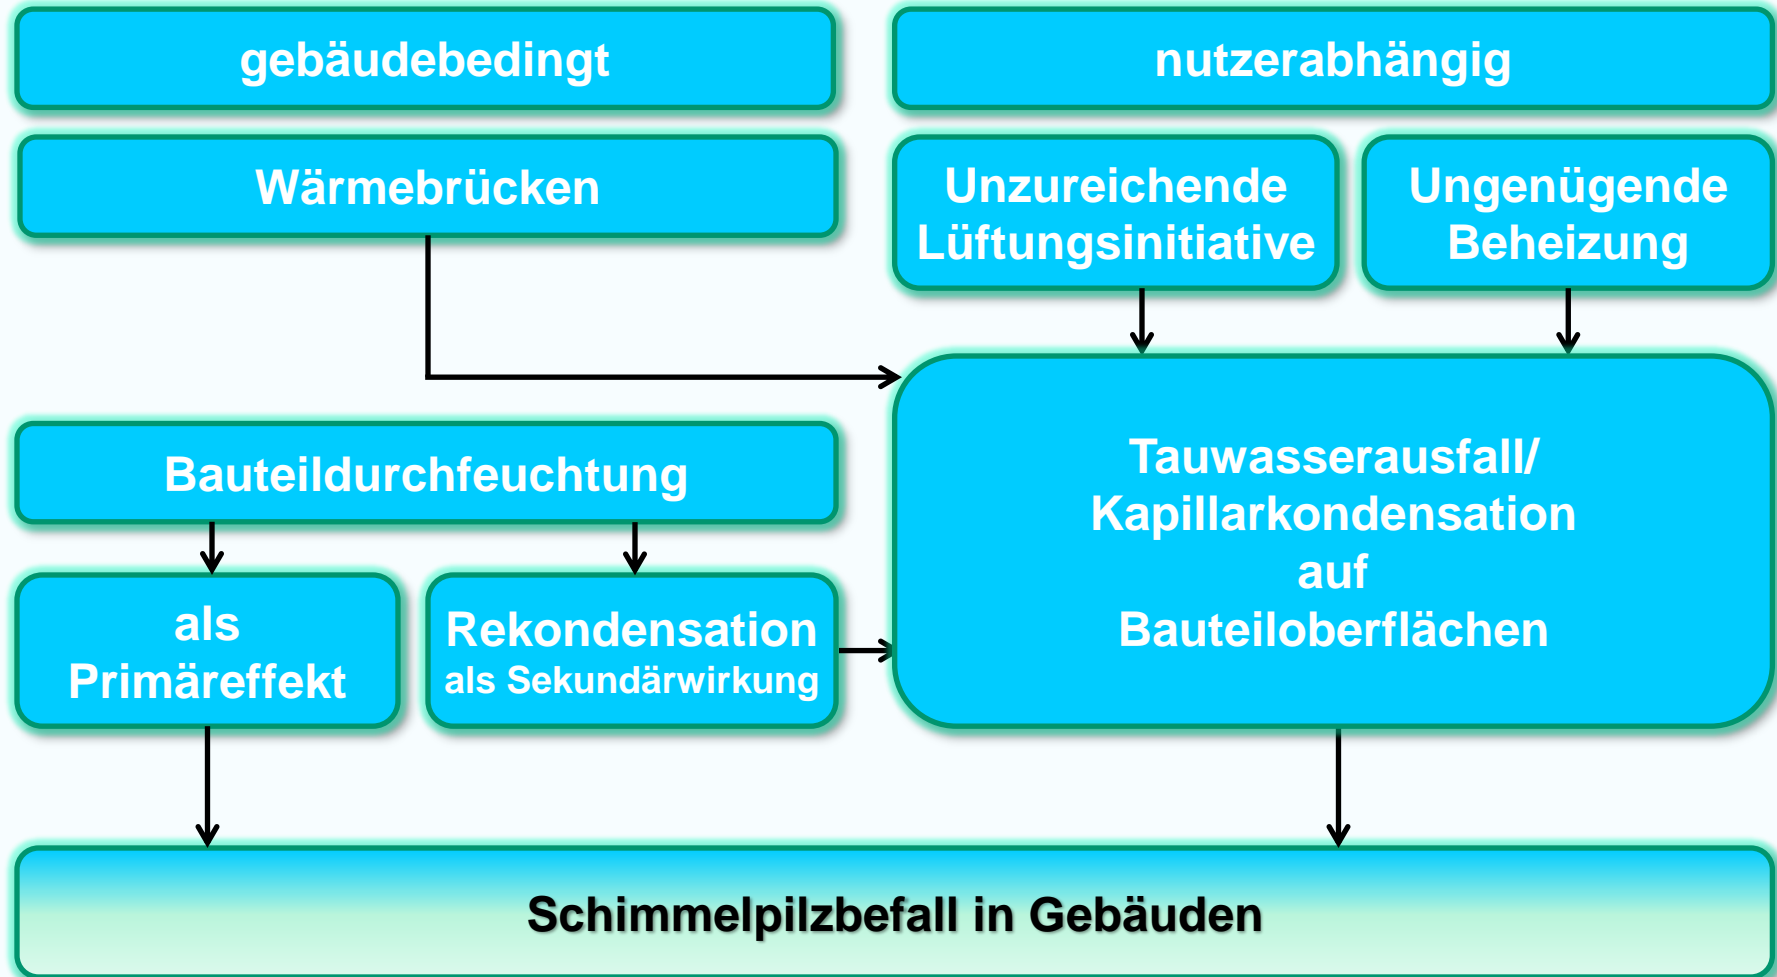 gebäudebedingt
nutzerabhängig
Wärmebrücken
Unzureichende
Lüftungsinitiative
Ungenügende
Beheizung
Tauwasserausfall/
Kapillarkondensation
auf
Bauteiloberflächen
Bauteildurchfeuchtung
als
Primäreffekt
Rekondensation
als Sekundärwirkung
Schimmelpilzbefall in Gebäuden